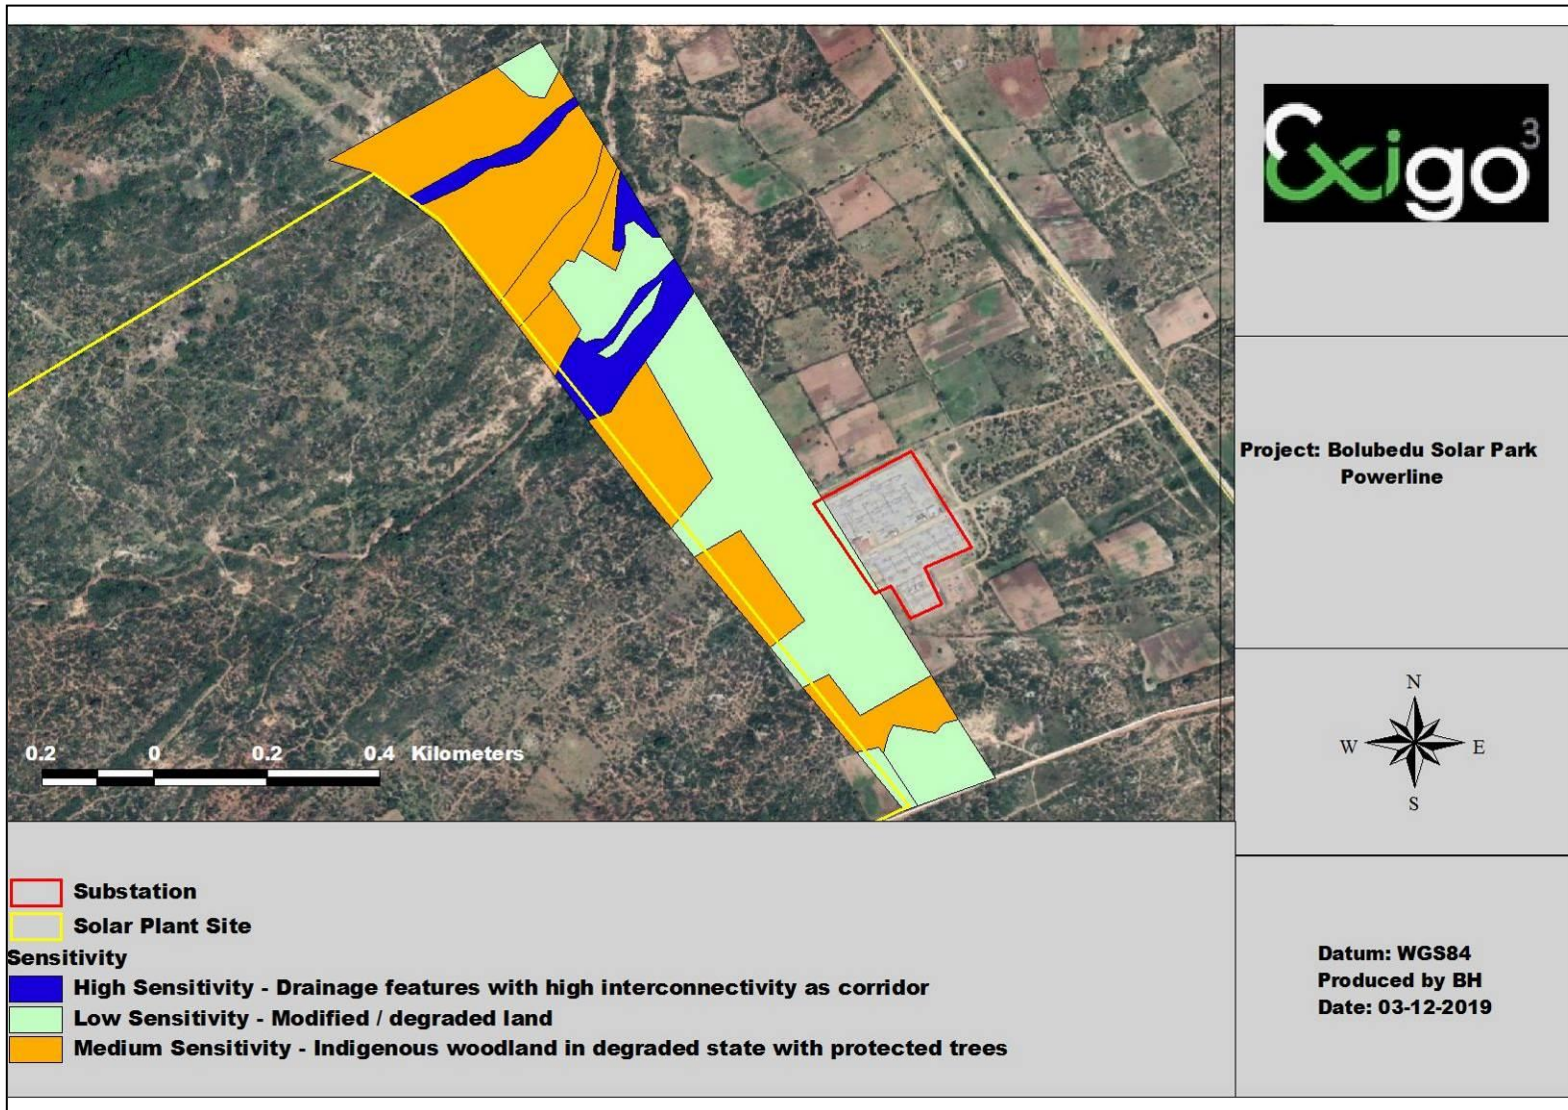 Exigo 3
Project: Bolubedu Solar Park
Powerline
N
W E
S
0.2 0 0.2 0.4 Kilometers
Substation
Solar Plant Site
Sensitivity
High Sensitivity - Drainage features with high interconnectivity as corridor
Low Sensitivity - Modified / degraded land
Medium Sensitivity - Indigenous woodland in degraded state with protected trees
Datum: WGS84
Produced by BH
Date: 03-12-2019